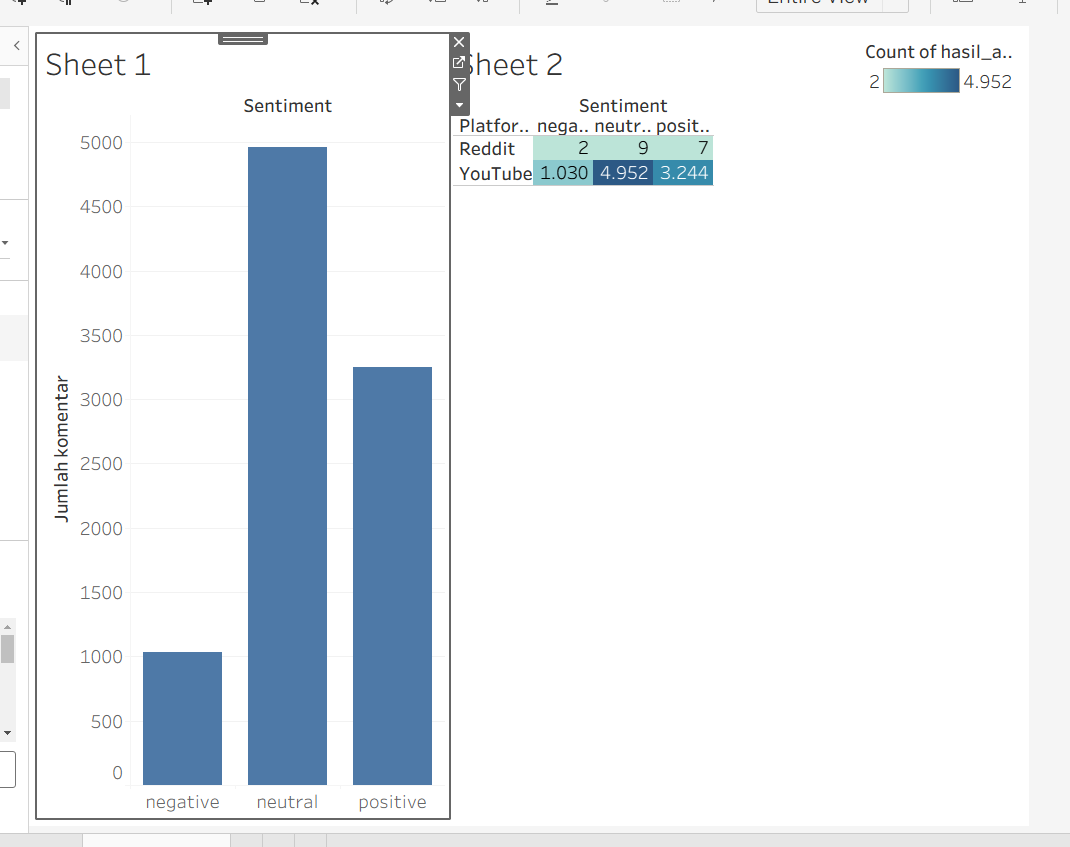 Entire View
Sheet 1
Sentiment
5000
4500
4000
3500
3000
2500
2000
1500
1000
500
0
Jumlah komentar
negative neutral positive
Sheet 2
Sentiment
Platfor.. nega.. neutr.. posit..
Reddit 2 9 7
YouTube 1.030 4.952 3.244
Count of hasil_a..
2 4.952